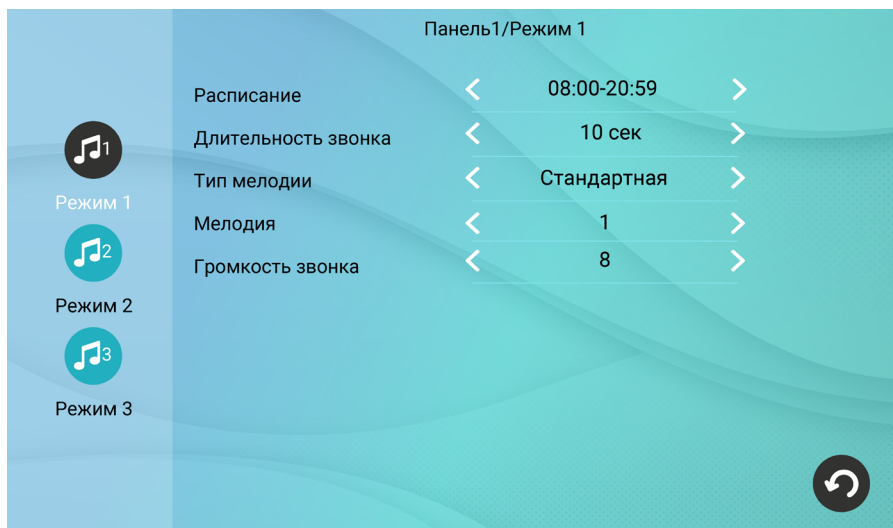 Панель1/Режим 1
Расписание 08:00-20:59
Длительность звонка 10 сек
Тип мелодии Стандартная
Мелодия 1
Громкость звонка 8
1
Режим 1
2
Режим 2
3
Режим 3